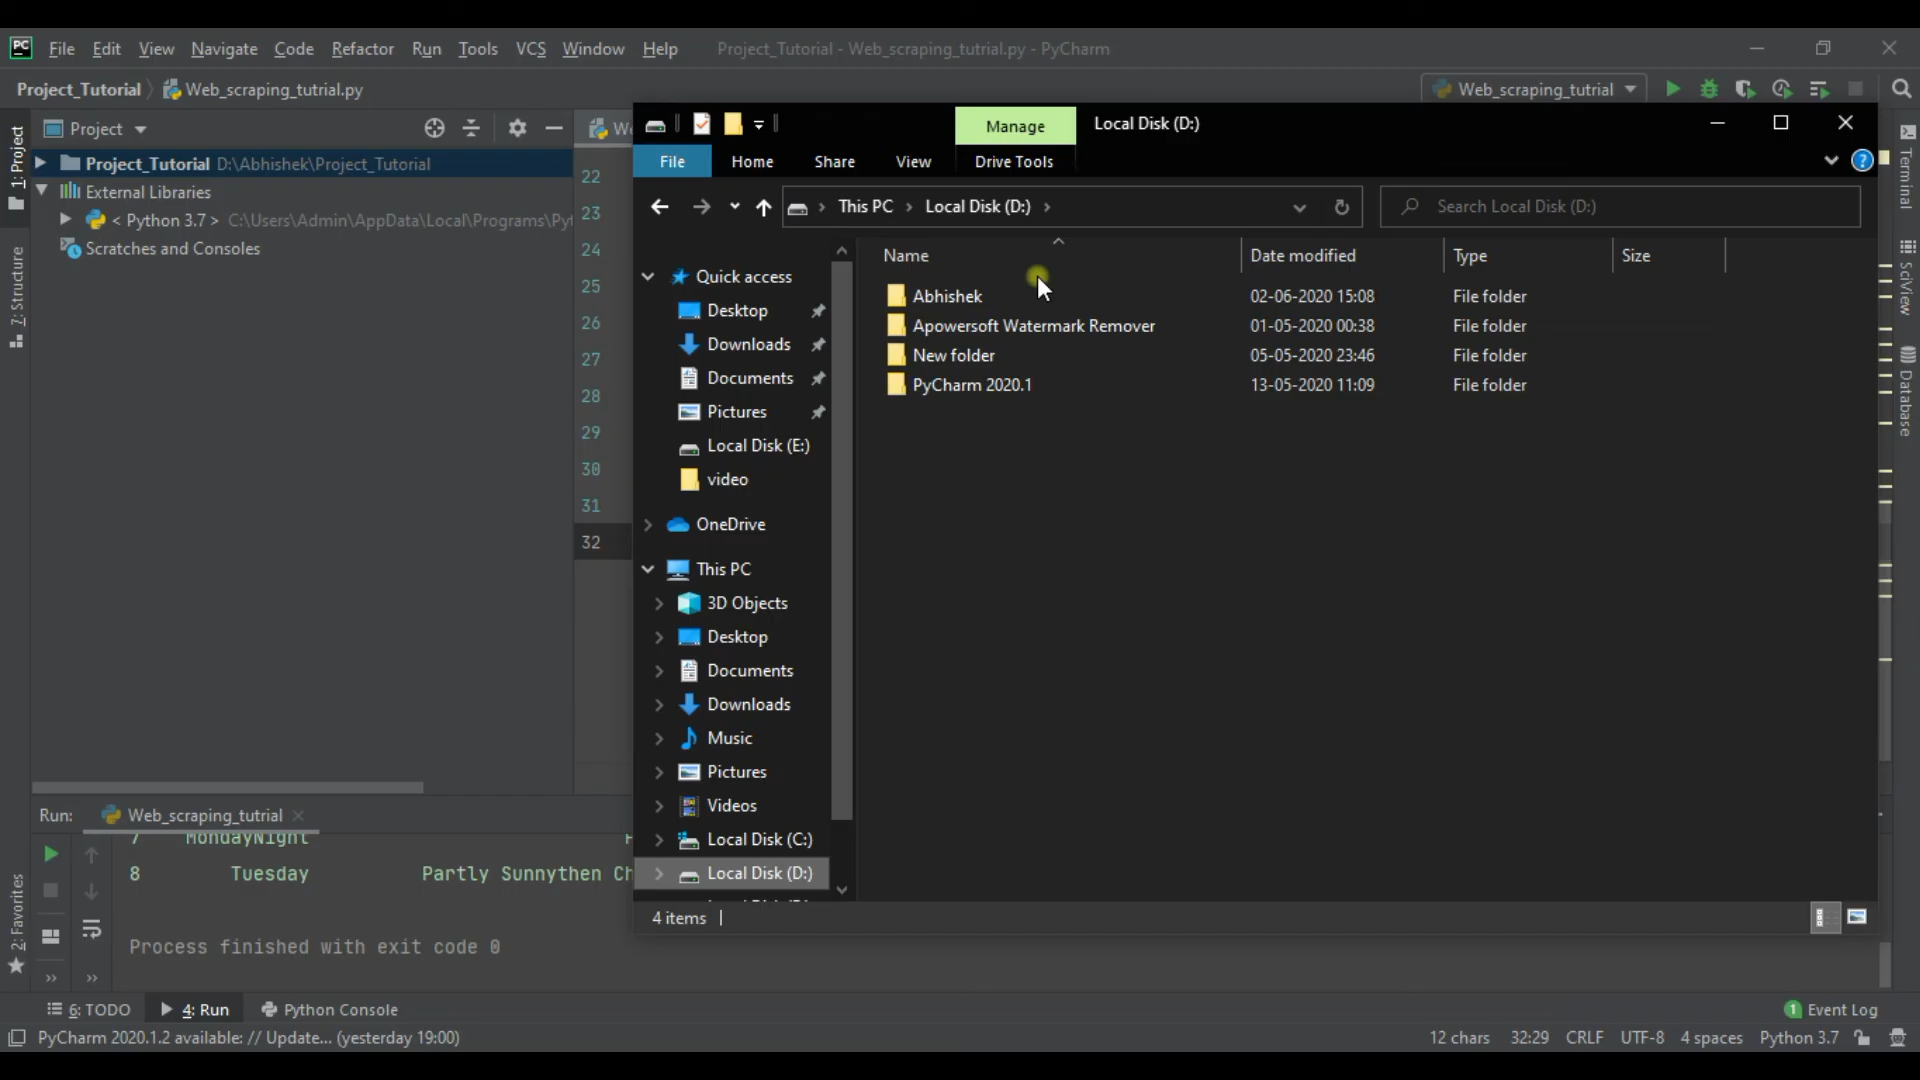 PC File Edit View Navigate Code Refactor Run Tools VCS Window Help Project_Tutorial - Web_scraping_tutrial.py - PyCharm
Project_Tutorial Web_scraping_tutrial.py Web_scraping_tutrial
1: Project
7: Structure
2: Favorites
Project
Project_Tutorial D:\Abhishek\Project_Tutorial
External Libraries
< Python 3.7 > C:\Users\Admin\AppData\Local\Programs\Pyt
Scratches and Consoles
22
23
24
25
26
27
28
29
30
31
32
Manage Local Disk (D:)
File Home Share View Drive Tools
This PC Local Disk (D:) Search Local Disk (D:)
Quick access
Desktop
Downloads
Documents
Pictures
Local Disk (E:)
video
OneDrive
This PC
3D Objects
Desktop
Documents
Downloads
Music
Pictures
Videos
Local Disk (C:)
Local Disk (D:)
Name Date modified Type Size
Abhishek 02-06-2020 15:08 File folder
Apowersoft Watermark Remover 01-05-2020 00:38 File folder
New folder 05-05-2020 23:46 File folder
PyCharm 2020.1 13-05-2020 11:09 File folder
4 items
Terminal
SciView
Database
Run: Web_scraping_tutrial
7 MondayNight
8 Tuesday Partly Sunnythen Ch
Process finished with exit code 0
6: TODO 4: Run Python Console 1 Event Log
PyCharm 2020.1.2 available: // Update... (yesterday 19:00) 12 chars 32:29 CRLF UTF-8 4 spaces Python 3.7